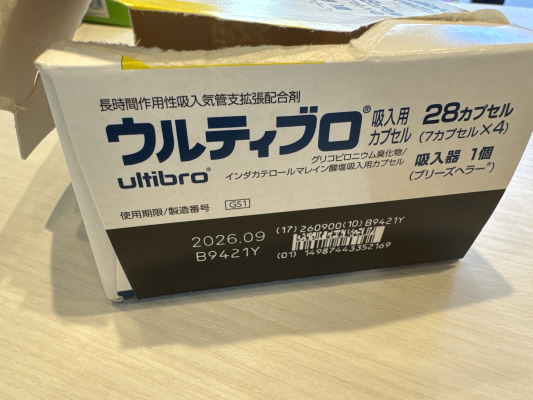 長時間作用性吸入気管支拡張配合剤
ウルティブロ® 吸入用カプセル 28カプセル (7カプセル×4)
ultibro®
グリコピロニウム臭化物/
インダカテロールマレイン酸塩吸入用カプセル
吸入器 1個
(ブリーズヘラー®)
使用期限/製造番号 GS1
2026.09
B9421Y
(17)260900(10)B9421Y
(01)14987443352169